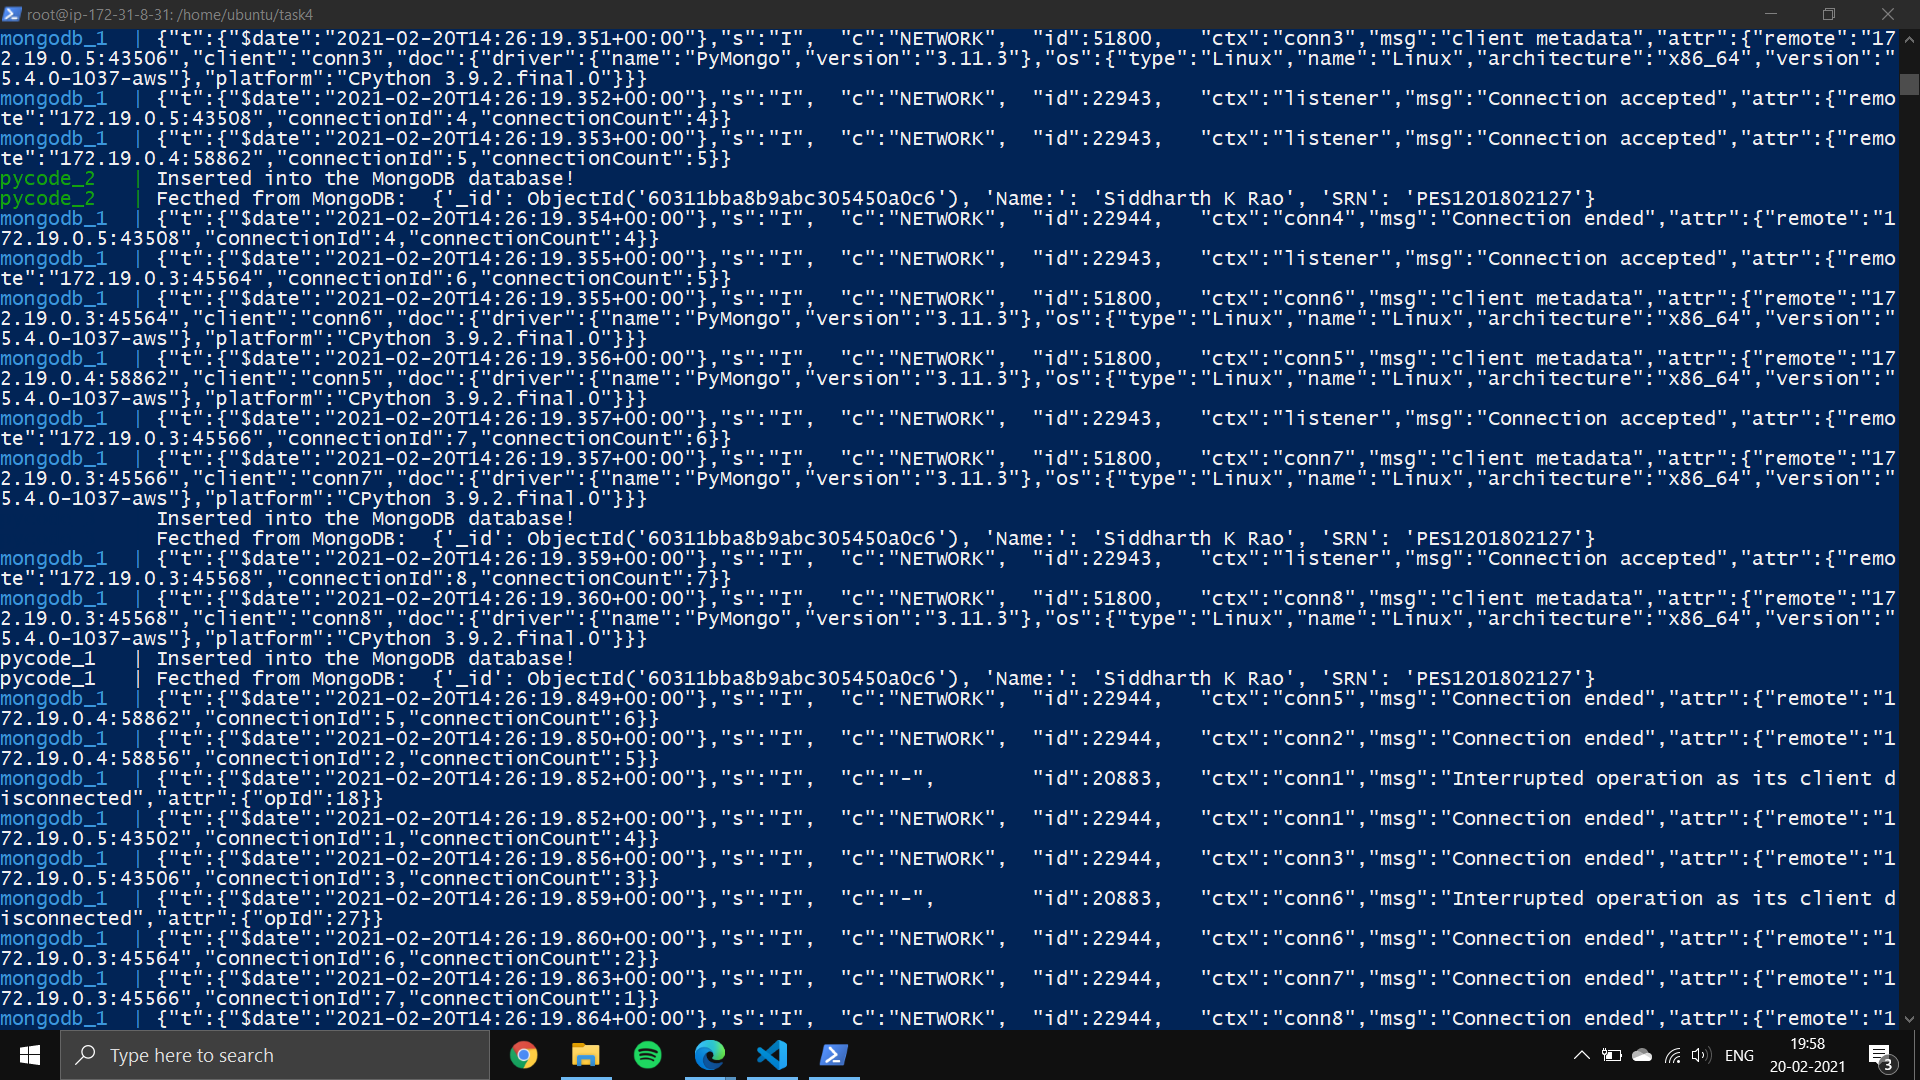 root@ip-172-31-8-31: /home/ubuntu/task4
mongodb_1  | {"t":{"$date":"2021-02-20T14:26:19.351+00:00"},"s":"I",  "c":"NETWORK",  "id":51800,   "ctx":"conn3","msg":"client metadata","attr":{"remote":"17
2.19.0.5:43506","client":"conn3","doc":{"driver":{"name":"PyMongo","version":"3.11.3"},"os":{"type":"Linux","name":"Linux","architecture":"x86_64","version":"
5.4.0-1037-aws"},"platform":"CPython 3.9.2.final.0"}}}
mongodb_1  | {"t":{"$date":"2021-02-20T14:26:19.352+00:00"},"s":"I",  "c":"NETWORK",  "id":22943,   "ctx":"listener","msg":"Connection accepted","attr":{"remo
te":"172.19.0.5:43508","connectionId":4,"connectionCount":4}}
mongodb_1  | {"t":{"$date":"2021-02-20T14:26:19.353+00:00"},"s":"I",  "c":"NETWORK",  "id":22943,   "ctx":"listener","msg":"Connection accepted","attr":{"remo
te":"172.19.0.4:58862","connectionId":5,"connectionCount":5}}
pycode_2   | Inserted into the MongoDB database!
pycode_2   | Fecthed from MongoDB:  {'_id': ObjectId('60311bba8b9abc305450a0c6'), 'Name:': 'Siddharth K Rao', 'SRN': 'PES1201802127'}
mongodb_1  | {"t":{"$date":"2021-02-20T14:26:19.354+00:00"},"s":"I",  "c":"NETWORK",  "id":22944,   "ctx":"conn4","msg":"Connection ended","attr":{"remote":"1
72.19.0.5:43508","connectionId":4,"connectionCount":4}}
mongodb_1  | {"t":{"$date":"2021-02-20T14:26:19.355+00:00"},"s":"I",  "c":"NETWORK",  "id":22943,   "ctx":"listener","msg":"Connection accepted","attr":{"remo
te":"172.19.0.3:45564","connectionId":6,"connectionCount":5}}
mongodb_1  | {"t":{"$date":"2021-02-20T14:26:19.355+00:00"},"s":"I",  "c":"NETWORK",  "id":51800,   "ctx":"conn6","msg":"client metadata","attr":{"remote":"17
2.19.0.3:45564","client":"conn6","doc":{"driver":{"name":"PyMongo","version":"3.11.3"},"os":{"type":"Linux","name":"Linux","architecture":"x86_64","version":"
5.4.0-1037-aws"},"platform":"CPython 3.9.2.final.0"}}}
mongodb_1  | {"t":{"$date":"2021-02-20T14:26:19.356+00:00"},"s":"I",  "c":"NETWORK",  "id":51800,   "ctx":"conn5","msg":"client metadata","attr":{"remote":"17
2.19.0.4:58862","client":"conn5","doc":{"driver":{"name":"PyMongo","version":"3.11.3"},"os":{"type":"Linux","name":"Linux","architecture":"x86_64","version":"
5.4.0-1037-aws"},"platform":"CPython 3.9.2.final.0"}}}
mongodb_1  | {"t":{"$date":"2021-02-20T14:26:19.357+00:00"},"s":"I",  "c":"NETWORK",  "id":22943,   "ctx":"listener","msg":"Connection accepted","attr":{"remo
te":"172.19.0.3:45566","connectionId":7,"connectionCount":6}}
mongodb_1  | {"t":{"$date":"2021-02-20T14:26:19.357+00:00"},"s":"I",  "c":"NETWORK",  "id":51800,   "ctx":"conn7","msg":"client metadata","attr":{"remote":"17
2.19.0.3:45566","client":"conn7","doc":{"driver":{"name":"PyMongo","version":"3.11.3"},"os":{"type":"Linux","name":"Linux","architecture":"x86_64","version":"
5.4.0-1037-aws"},"platform":"CPython 3.9.2.final.0"}}}
Inserted into the MongoDB database!
Fecthed from MongoDB:  {'_id': ObjectId('60311bba8b9abc305450a0c6'), 'Name:': 'Siddharth K Rao', 'SRN': 'PES1201802127'}
mongodb_1  | {"t":{"$date":"2021-02-20T14:26:19.359+00:00"},"s":"I",  "c":"NETWORK",  "id":22943,   "ctx":"listener","msg":"Connection accepted","attr":{"remo
te":"172.19.0.3:45568","connectionId":8,"connectionCount":7}}
mongodb_1  | {"t":{"$date":"2021-02-20T14:26:19.360+00:00"},"s":"I",  "c":"NETWORK",  "id":51800,   "ctx":"conn8","msg":"client metadata","attr":{"remote":"17
2.19.0.3:45568","client":"conn8","doc":{"driver":{"name":"PyMongo","version":"3.11.3"},"os":{"type":"Linux","name":"Linux","architecture":"x86_64","version":"
5.4.0-1037-aws"},"platform":"CPython 3.9.2.final.0"}}}
pycode_1   | Inserted into the MongoDB database!
pycode_1   | Fecthed from MongoDB:  {'_id': ObjectId('60311bba8b9abc305450a0c6'), 'Name:': 'Siddharth K Rao', 'SRN': 'PES1201802127'}
mongodb_1  | {"t":{"$date":"2021-02-20T14:26:19.849+00:00"},"s":"I",  "c":"NETWORK",  "id":22944,   "ctx":"conn5","msg":"Connection ended","attr":{"remote":"1
72.19.0.4:58862","connectionId":5,"connectionCount":6}}
mongodb_1  | {"t":{"$date":"2021-02-20T14:26:19.850+00:00"},"s":"I",  "c":"NETWORK",  "id":22944,   "ctx":"conn2","msg":"Connection ended","attr":{"remote":"1
72.19.0.4:58856","connectionId":2,"connectionCount":5}}
mongodb_1  | {"t":{"$date":"2021-02-20T14:26:19.852+00:00"},"s":"I",  "c":"-",        "id":20883,   "ctx":"conn1","msg":"Interrupted operation as its client d
isconnected","attr":{"opId":18}}
mongodb_1  | {"t":{"$date":"2021-02-20T14:26:19.852+00:00"},"s":"I",  "c":"NETWORK",  "id":22944,   "ctx":"conn1","msg":"Connection ended","attr":{"remote":"1
72.19.0.5:43502","connectionId":1,"connectionCount":4}}
mongodb_1  | {"t":{"$date":"2021-02-20T14:26:19.856+00:00"},"s":"I",  "c":"NETWORK",  "id":22944,   "ctx":"conn3","msg":"Connection ended","attr":{"remote":"1
72.19.0.5:43506","connectionId":3,"connectionCount":3}}
mongodb_1  | {"t":{"$date":"2021-02-20T14:26:19.859+00:00"},"s":"I",  "c":"-",        "id":20883,   "ctx":"conn6","msg":"Interrupted operation as its client d
isconnected","attr":{"opId":27}}
mongodb_1  | {"t":{"$date":"2021-02-20T14:26:19.860+00:00"},"s":"I",  "c":"NETWORK",  "id":22944,   "ctx":"conn6","msg":"Connection ended","attr":{"remote":"1
72.19.0.3:45564","connectionId":6,"connectionCount":2}}
mongodb_1  | {"t":{"$date":"2021-02-20T14:26:19.863+00:00"},"s":"I",  "c":"NETWORK",  "id":22944,   "ctx":"conn7","msg":"Connection ended","attr":{"remote":"1
72.19.0.3:45566","connectionId":7,"connectionCount":1}}
mongodb_1  | {"t":{"$date":"2021-02-20T14:26:19.864+00:00"},"s":"I",  "c":"NETWORK",  "id":22944,   "ctx":"conn8","msg":"Connection ended","attr":{"remote":"1
Type here to search
ENG
19:58
20-02-2021
3